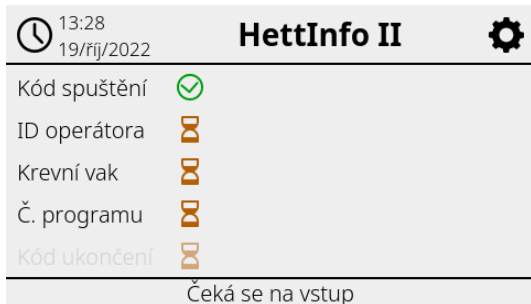 13:28
19/říj/2022
HettInfo II
Kód spuštění
ID operátora
Krevní vak
Č. programu
Kód ukončení
Čeká se na vstup